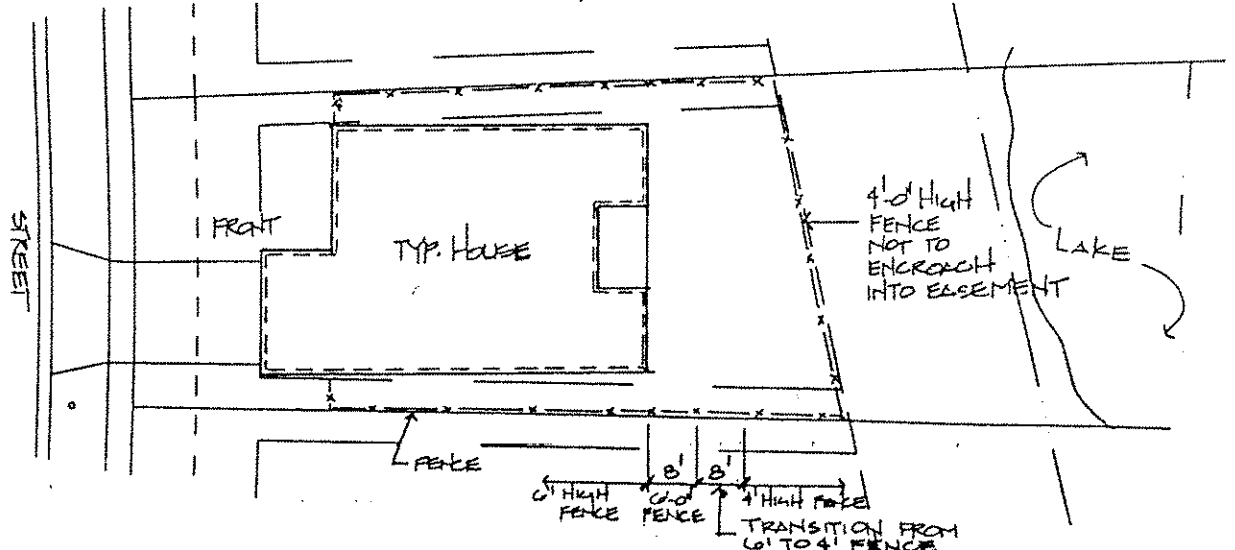 STREET
FRONT
TYP. HOUSE
4'-0" HIGH
FENCE
NOT TO
ENCROACH
INTO EASEMENT
LAKE
FENCE
8' 8'
6' HIGH
FENCE
6'-0"
FENCE
4' HIGH FENCE
TRANSITION FROM
6' TO 4' FENCE